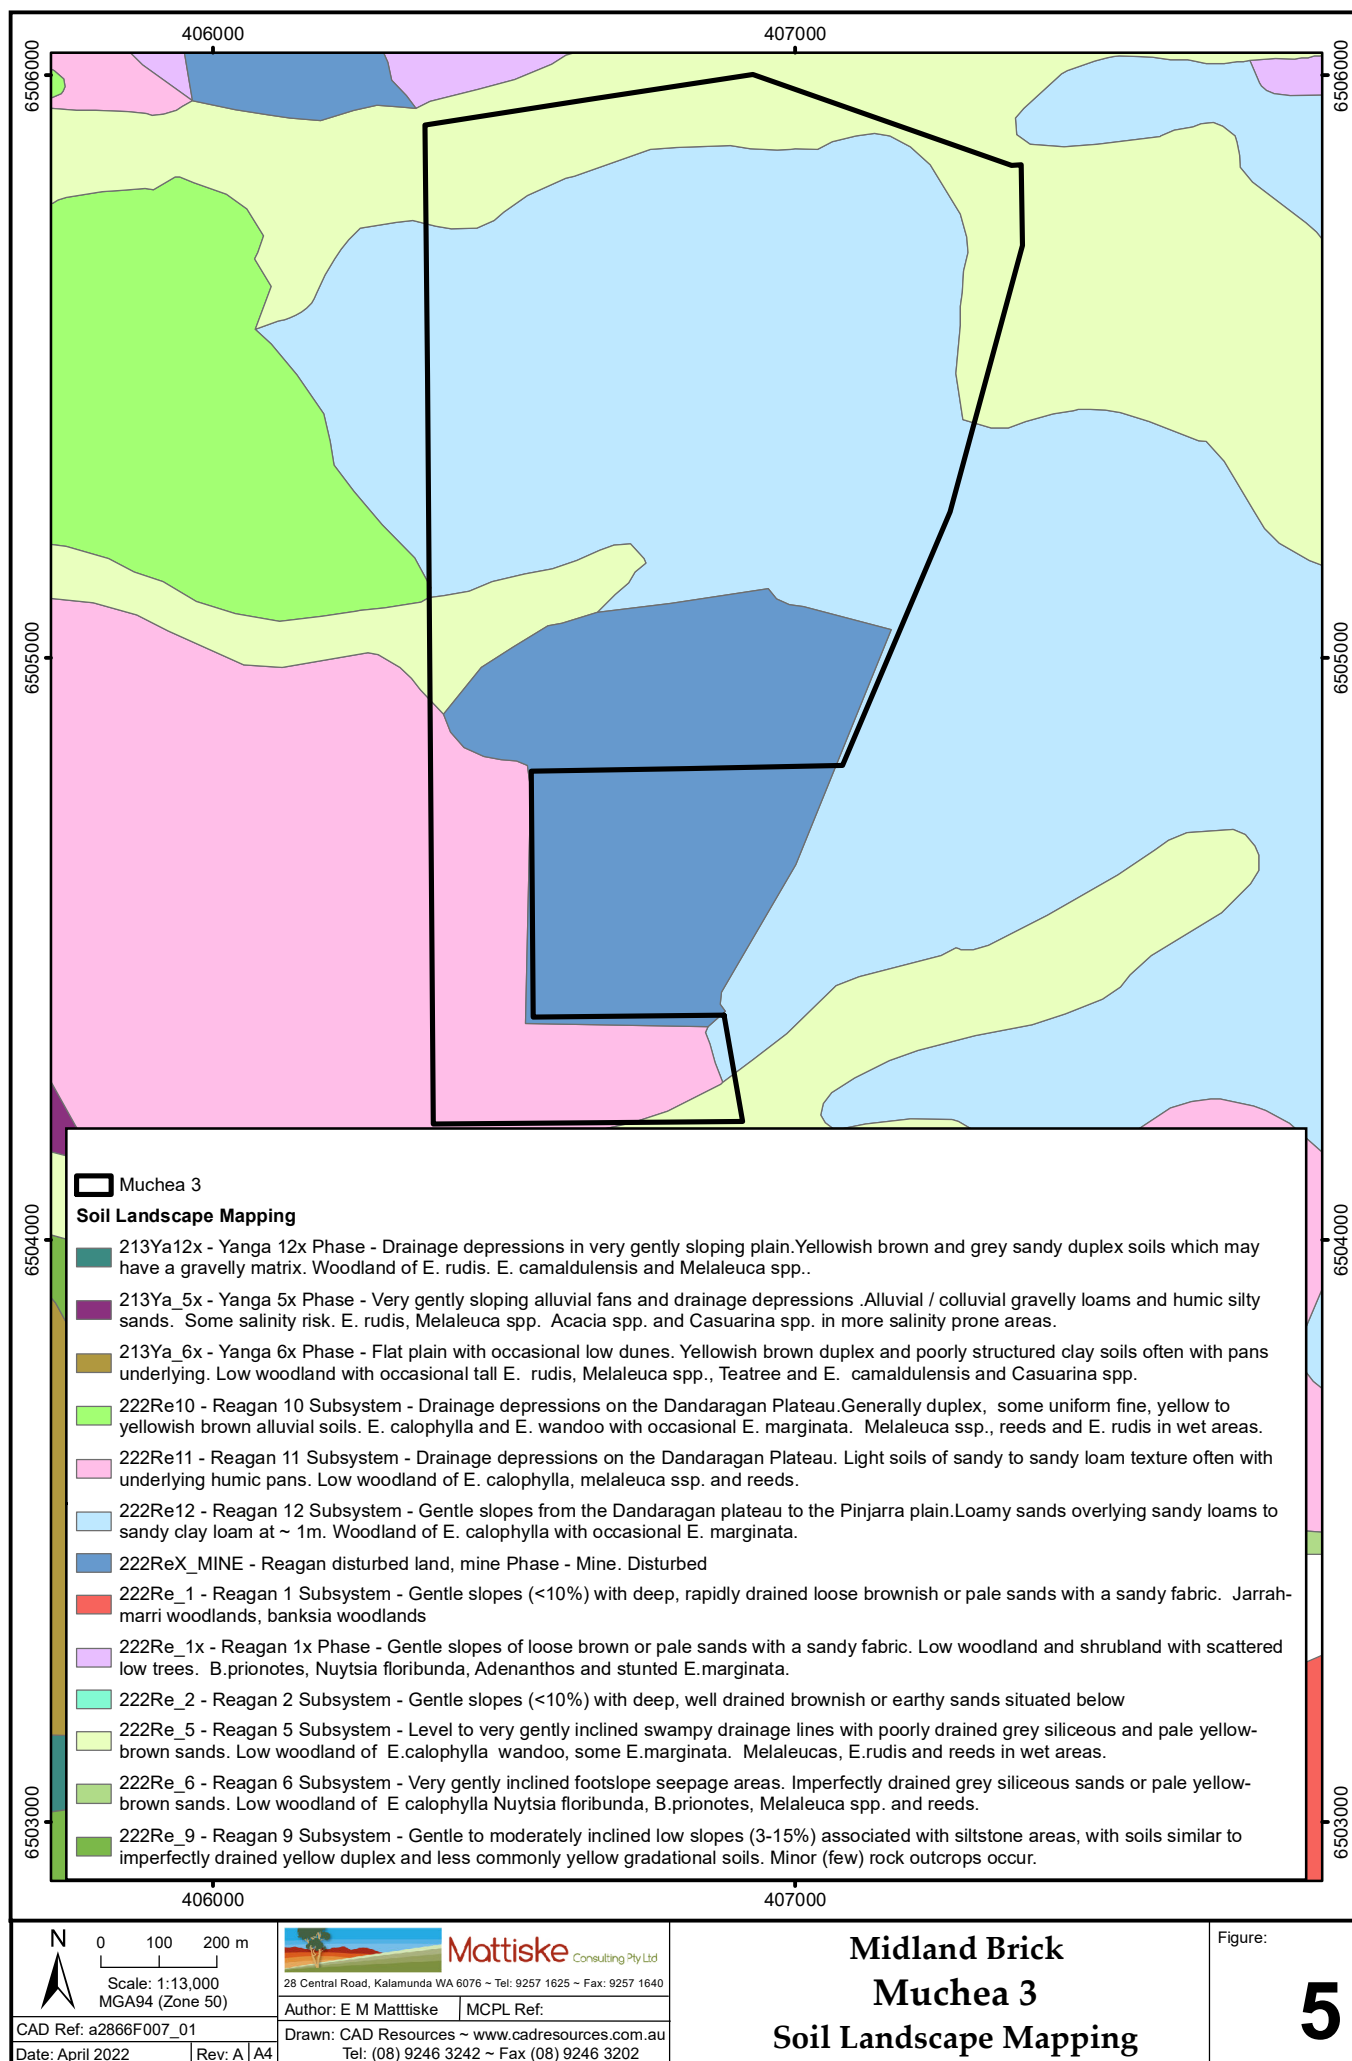 406000
407000
6506000
6506000
6505000
6505000
6504000
6504000
6503000
6503000
Muchea 3
Soil Landscape Mapping
213Ya12x - Yanga 12x Phase - Drainage depressions in very gently sloping plain.Yellowish brown and grey sandy duplex soils which may
have a gravelly matrix. Woodland of E. rudis. E. camaldulensis and Melaleuca spp..
213Ya_5x - Yanga 5x Phase - Very gently sloping alluvial fans and drainage depressions .Alluvial / colluvial gravelly loams and humic silty
sands. Some salinity risk. E. rudis, Melaleuca spp. Acacia spp. and Casuarina spp. in more salinity prone areas.
213Ya_6x - Yanga 6x Phase - Flat plain with occasional low dunes. Yellowish brown duplex and poorly structured clay soils often with pans
underlying. Low woodland with occasional tall E. rudis, Melaleuca spp., Teatree and E. camaldulensis and Casuarina spp.
222Re10 - Reagan 10 Subsystem - Drainage depressions on the Dandaragan Plateau.Generally duplex, some uniform fine, yellow to
yellowish brown alluvial soils. E. calophylla and E. wandoo with occasional E. marginata. Melaleuca ssp., reeds and E. rudis in wet areas.
222Re11 - Reagan 11 Subsystem - Drainage depressions on the Dandaragan Plateau. Light soils of sandy to sandy loam texture often with
underlying humic pans. Low woodland of E. calophylla, melaleuca ssp. and reeds.
222Re12 - Reagan 12 Subsystem - Gentle slopes from the Dandaragan plateau to the Pinjarra plain.Loamy sands overlying sandy loams to
sandy clay loam at ~ 1m. Woodland of E. calophylla with occasional E. marginata.
222ReX_MINE - Reagan disturbed land, mine Phase - Mine. Disturbed
222Re_1 - Reagan 1 Subsystem - Gentle slopes (<10%) with deep, rapidly drained loose brownish or pale sands with a sandy fabric. Jarrah-
marri woodlands, banksia woodlands
222Re_1x - Reagan 1x Phase - Gentle slopes of loose brown or pale sands with a sandy fabric. Low woodland and shrubland with scattered
low trees. B.prionotes, Nuytsia floribunda, Adenanthos and stunted E.marginata.
222Re_2 - Reagan 2 Subsystem - Gentle slopes (<10%) with deep, well drained brownish or earthy sands situated below
222Re_5 - Reagan 5 Subsystem - Level to very gently inclined swampy drainage lines with poorly drained grey siliceous and pale yellow-
brown sands. Low woodland of E.calophylla wandoo, some E.marginata. Melaleucas, E.rudis and reeds in wet areas.
222Re_6 - Reagan 6 Subsystem - Very gently inclined footslope seepage areas. Imperfectly drained grey siliceous sands or pale yellow-
brown sands. Low woodland of E calophylla Nuytsia floribunda, B.prionotes, Melaleuca spp. and reeds.
222Re_9 - Reagan 9 Subsystem - Gentle to moderately inclined low slopes (3-15%) associated with siltstone areas, with soils similar to
imperfectly drained yellow duplex and less commonly yellow gradational soils. Minor (few) rock outcrops occur.
406000
407000
N
0 100 200 m
Scale: 1:13,000
MGA94 (Zone 50)
CAD Ref: a2866F007_01
Date: April 2022
Rev: A
A4
Mattiske Consulting Pty Ltd
28 Central Road, Kalamunda WA 6076 ~ Tel: 9257 1625 ~ Fax: 9257 1640
Author: E M Matttiske
MCPL Ref:
Drawn: CAD Resources ~ www.cadresources.com.au
Tel: (08) 9246 3242 ~ Fax (08) 9246 3202
Midland Brick
Muchea 3
Soil Landscape Mapping
Figure:
5